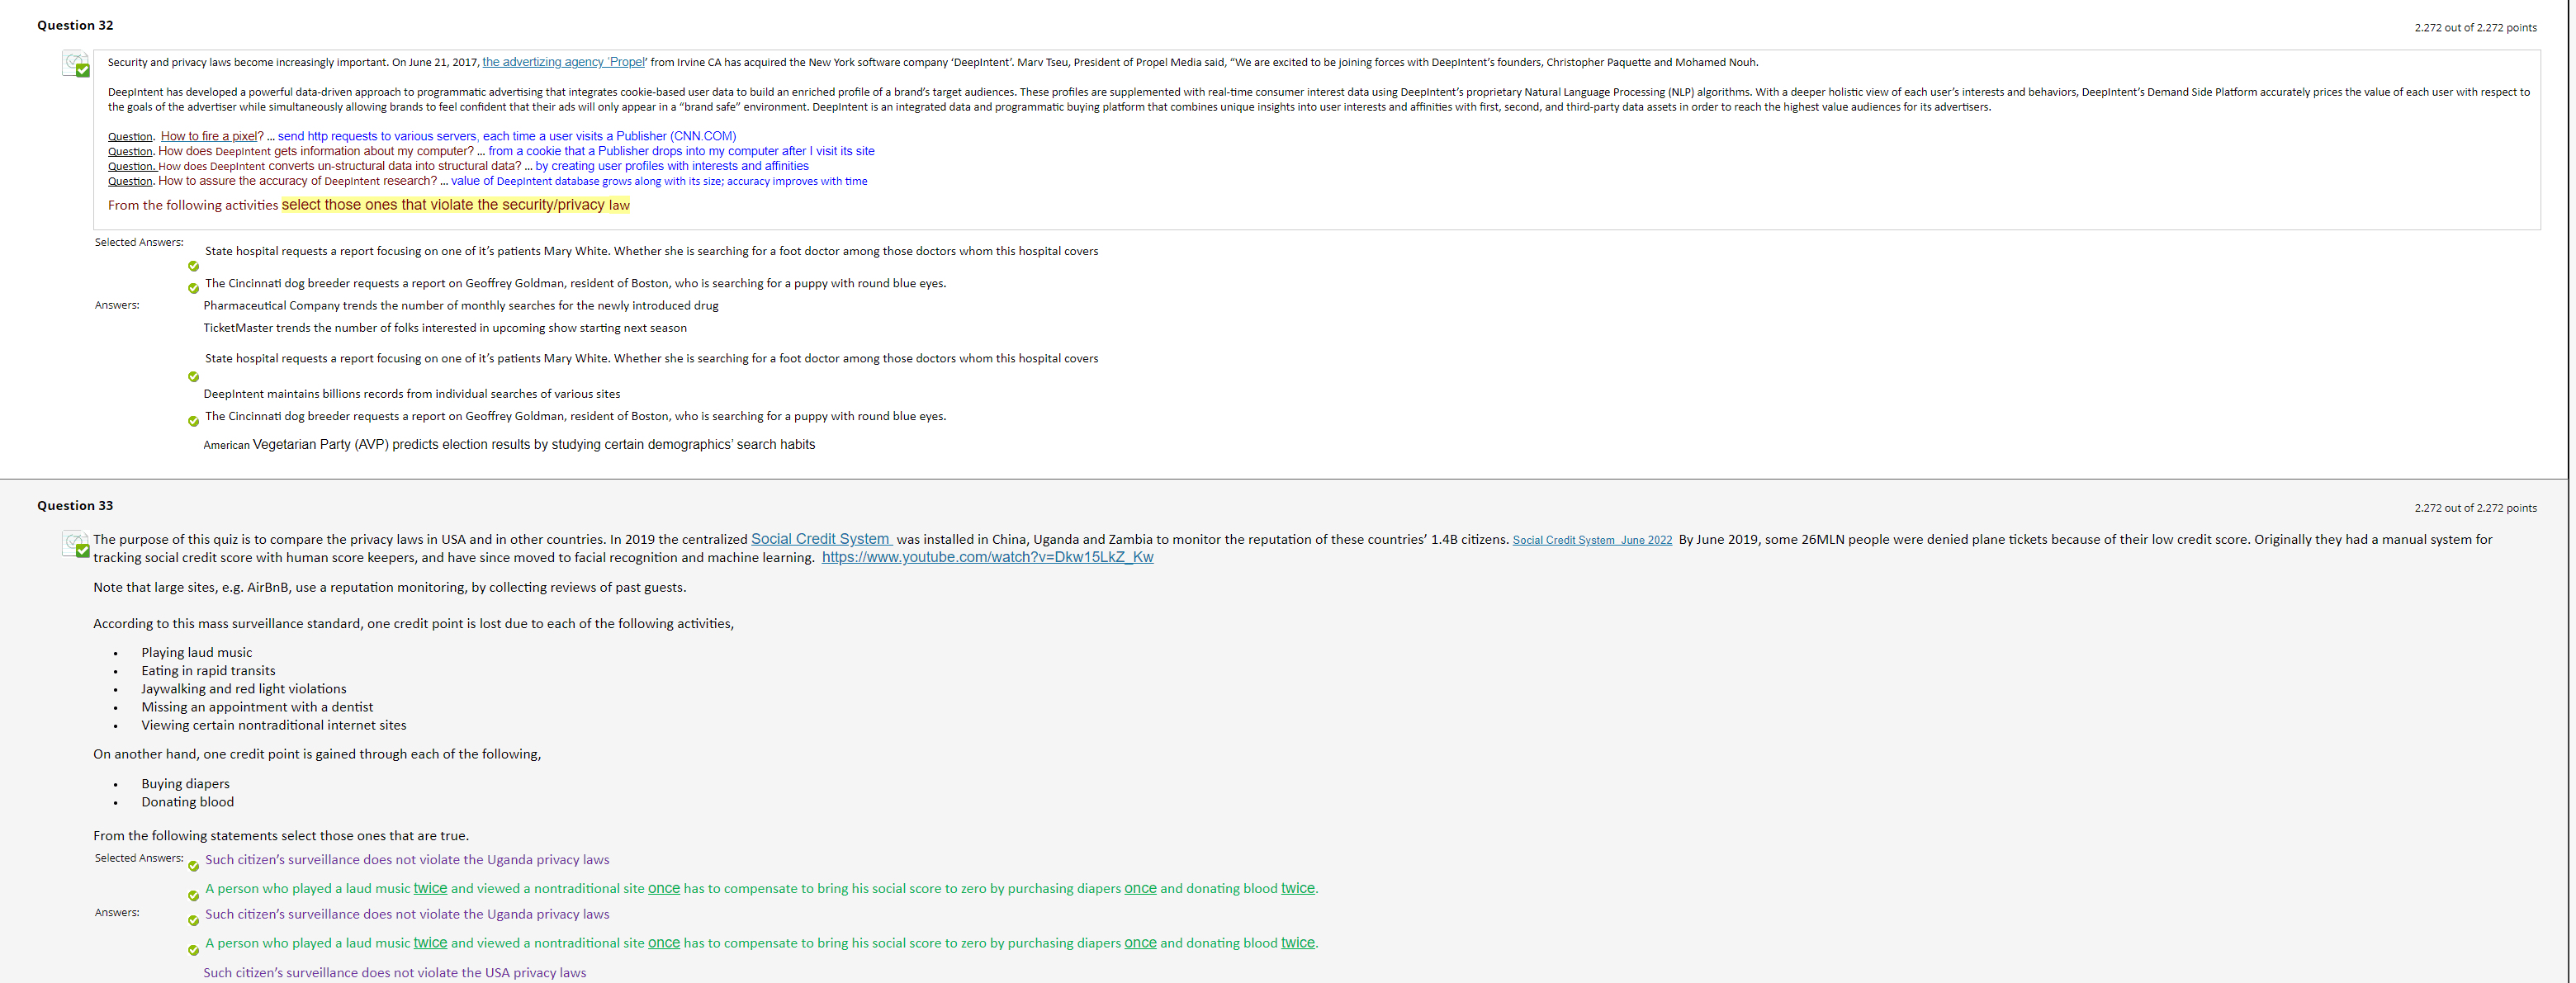 Question 32
2.272 out of 2.272 points
Security and privacy laws become increasingly important. On June 21, 2017, the advertizing agency 'Propel' from Irvine CA has acquired the New York software company ‘DeepIntent’. Marv Tseu, President of Propel Media said, “We are excited to be joining forces with DeepIntent’s founders, Christopher Paquette and Mohamed Nouh.
DeepIntent has developed a powerful data-driven approach to programmatic advertising that integrates cookie-based user data to build an enriched profile of a brand’s target audiences. These profiles are supplemented with real-time consumer interest data using DeepIntent’s proprietary Natural Language Processing (NLP) algorithms. With a deeper holistic view of each user’s interests and behaviors, DeepIntent’s Demand Side Platform accurately prices the value of each user with respect to
the goals of the advertiser while simultaneously allowing brands to feel confident that their ads will only appear in a “brand safe” environment. DeepIntent is an integrated data and programmatic buying platform that combines unique insights into user interests and affinities with first, second, and third-party data assets in order to reach the highest value audiences for its advertisers.
Question. How to fire a pixel? ... send http requests to various servers, each time a user visits a Publisher (CNN.COM)
Question. How does DeepIntent gets information about my computer? ... from a cookie that a Publisher drops into my computer after I visit its site
Question. How does DeepIntent converts un-structural data into structural data? ... by creating user profiles with interests and affinities
Question. How to assure the accuracy of DeepIntent research? ... value of DeepIntent database grows along with its size; accuracy improves with time
From the following activities select those ones that violate the security/privacy law
Selected Answers:
State hospital requests a report focusing on one of it’s patients Mary White. Whether she is searching for a foot doctor among those doctors whom this hospital covers
The Cincinnati dog breeder requests a report on Geoffrey Goldman, resident of Boston, who is searching for a puppy with round blue eyes.
Answers:
Pharmaceutical Company trends the number of monthly searches for the newly introduced drug
TicketMaster trends the number of folks interested in upcoming show starting next season
State hospital requests a report focusing on one of it’s patients Mary White. Whether she is searching for a foot doctor among those doctors whom this hospital covers
DeepIntent maintains billions records from individual searches of various sites
The Cincinnati dog breeder requests a report on Geoffrey Goldman, resident of Boston, who is searching for a puppy with round blue eyes.
American Vegetarian Party (AVP) predicts election results by studying certain demographics’ search habits
Question 33
2.272 out of 2.272 points
The purpose of this quiz is to compare the privacy laws in USA and in other countries. In 2019 the centralized Social Credit System was installed in China, Uganda and Zambia to monitor the reputation of these countries’ 1.4B citizens. Social Credit System June 2022 By June 2019, some 26MLN people were denied plane tickets because of their low credit score. Originally they had a manual system for
tracking social credit score with human score keepers, and have since moved to facial recognition and machine learning. https://www.youtube.com/watch?v=Dkw15LkZ_Kw
Note that large sites, e.g. AirBnB, use a reputation monitoring, by collecting reviews of past guests.
According to this mass surveillance standard, one credit point is lost due to each of the following activities,
• Playing laud music
• Eating in rapid transits
• Jaywalking and red light violations
• Missing an appointment with a dentist
• Viewing certain nontraditional internet sites
On another hand, one credit point is gained through each of the following,
• Buying diapers
• Donating blood
From the following statements select those ones that are true.
Selected Answers:
Such citizen’s surveillance does not violate the Uganda privacy laws
A person who played a laud music twice and viewed a nontraditional site once has to compensate to bring his social score to zero by purchasing diapers once and donating blood twice.
Answers:
Such citizen’s surveillance does not violate the Uganda privacy laws
A person who played a laud music twice and viewed a nontraditional site once has to compensate to bring his social score to zero by purchasing diapers once and donating blood twice.
Such citizen’s surveillance does not violate the USA privacy laws